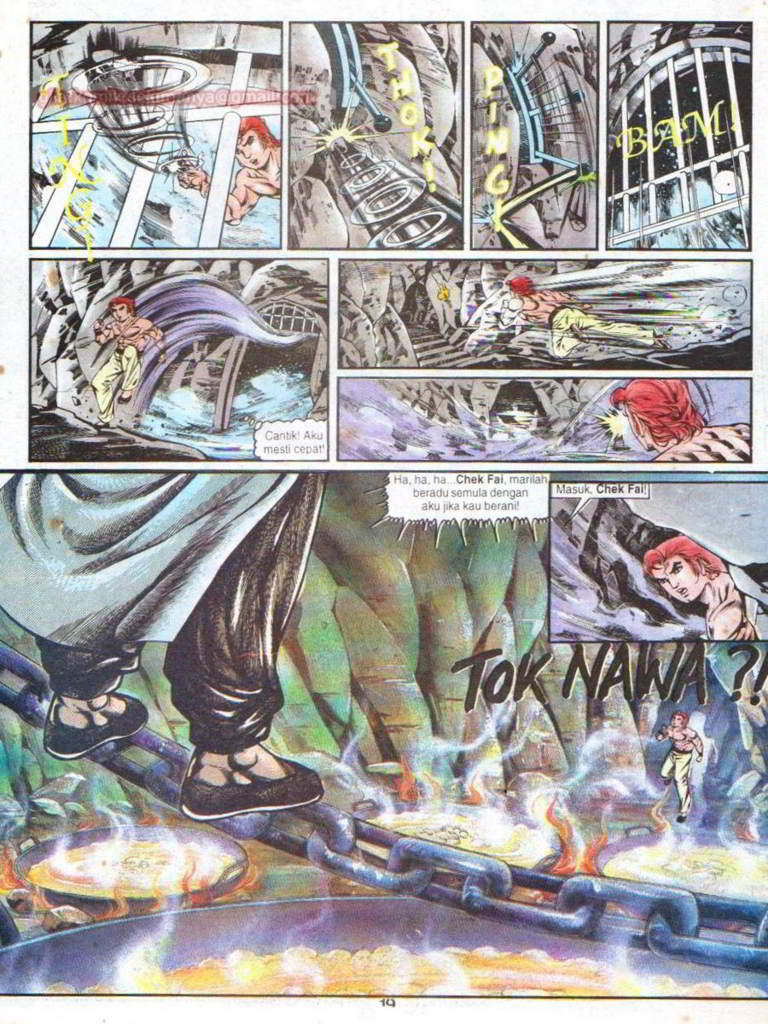 TING!
THOK!
PINGK
BAM!
Cantik! Aku
mesti cepat!
Ha, ha, ha...Chek Fai, marilah
beradu semula dengan
aku jika kau berani!
Masuk, Chek Fai!
TOK NAWA ?!
19